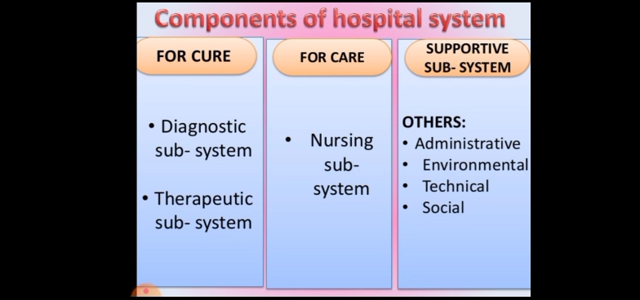 Components of hospital system
FOR CURE
• Diagnostic
sub- system
• Therapeutic
sub- system
FOR CARE
• Nursing
sub-
system
SUPPORTIVE
SUB- SYSTEM
OTHERS:
• Administrative
• Environmental
• Technical
• Social